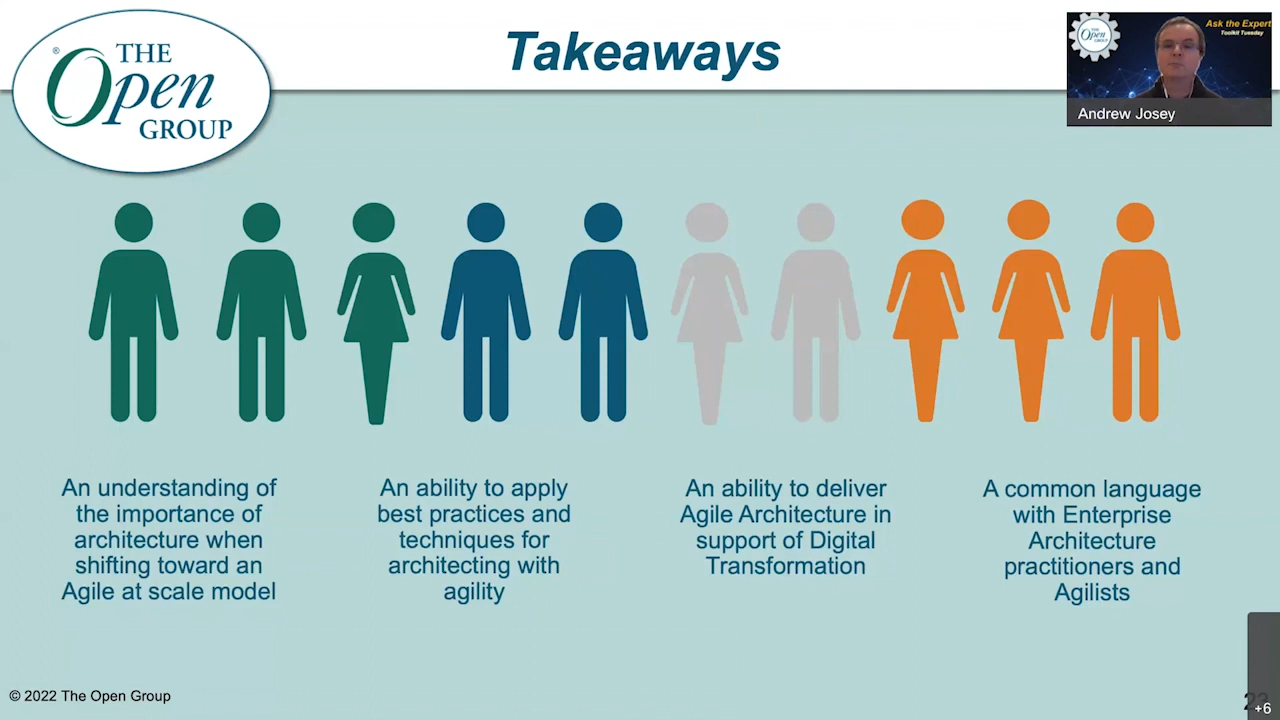 THE
Open
GROUP
®
Takeaways
The
Open
GROUP
Ask the Expert
Toolkit Tuesday
Andrew Josey
An understanding of
the importance of
architecture when
shifting toward an
Agile at scale model
An ability to apply
best practices and
techniques for
architecting with
agility
An ability to deliver
Agile Architecture in
support of Digital
Transformation
A common language
with Enterprise
Architecture
practitioners and
Agilists
© 2022 The Open Group
+6